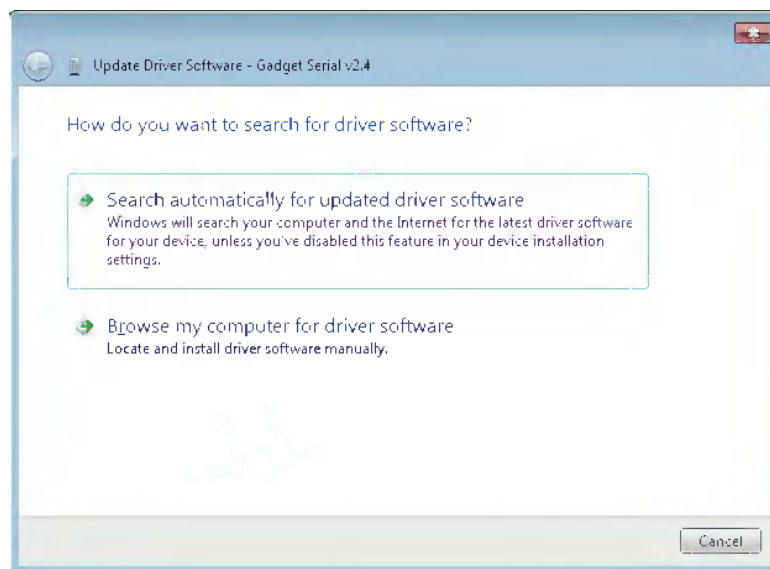 Update Driver Software - Gadget Serial v2.4
How do you want to search for driver software?
Search automatically for updated driver software
Windows will search your computer and the Internet for the latest driver software
for your device, unless you've disabled this feature in your device installation
settings.
Browse my computer for driver software
Locate and install driver software manually.
Cancel